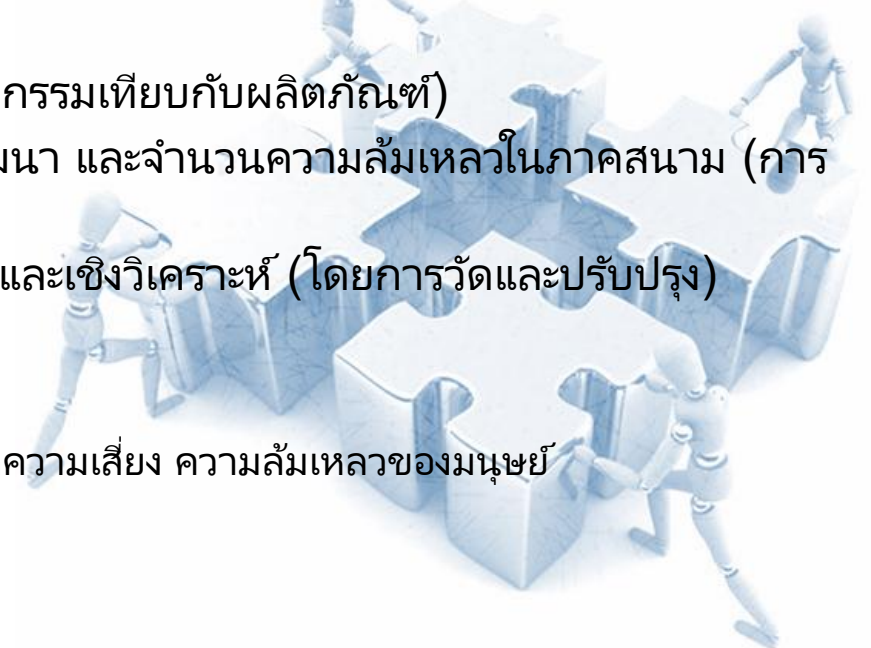 กรรมเทียบกับผลิตภัณฑ์)
นา และจำนวนความล้มเหลวในภาคสนาม (การ
และเชิงวิเคราะห์ (โดยการวัดและปรับปรุง)
ความเสี่ยง ความล้มเหลวของมนุษย์